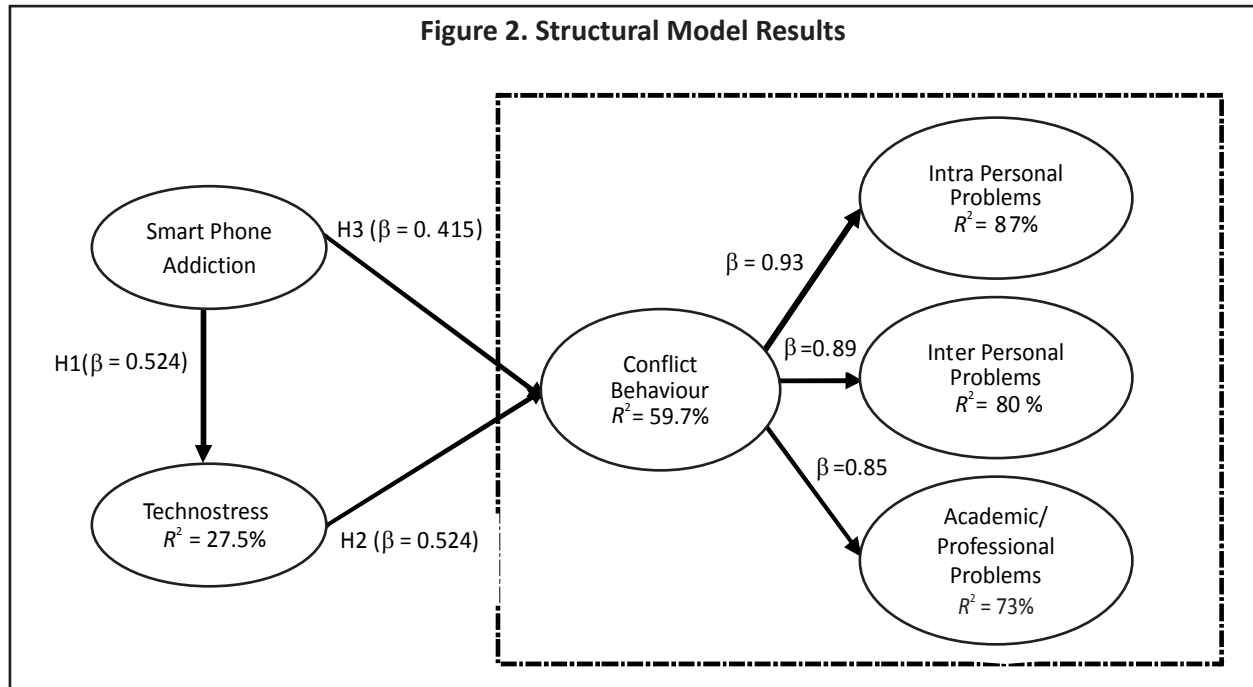 Figure 2. Structural Model Results
Smart Phone
Addiction
H3 (β = 0. 415)
H1(β = 0.524)
Technostress
R² = 27.5%
H2 (β = 0.524)
Conflict
Behaviour
R² = 59.7%
β = 0.93
β =0.89
β =0.85
Intra Personal
Problems
R² = 87%
Inter Personal
Problems
R² = 80 %
Academic/
Professional
Problems
R² = 73%